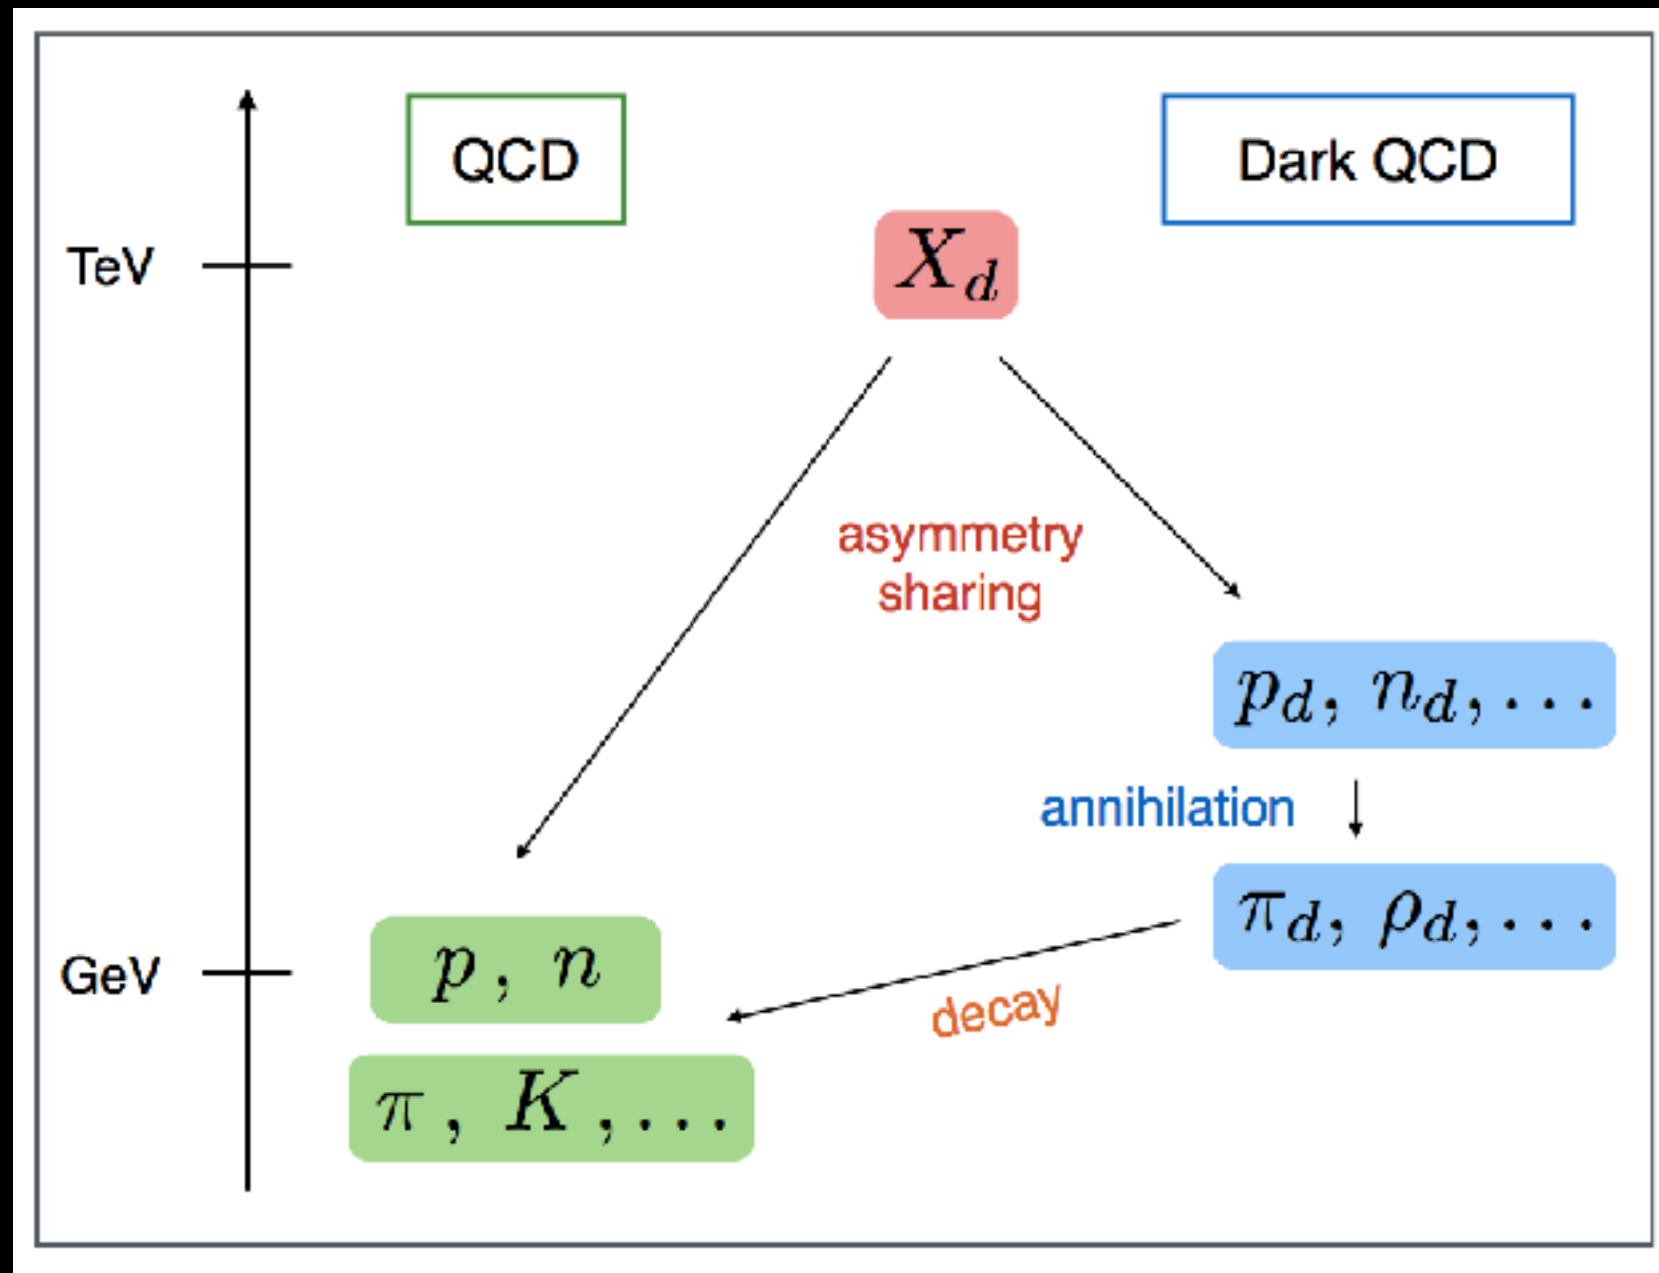 QCD
Dark QCD
TeV
X_d
asymmetry
sharing
p_d, n_d, ...
annihilation
π_d, ρ_d, ...
GeV
p, n
decay
π, K, ...